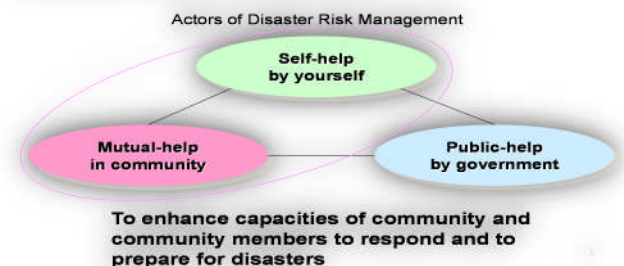 Actors of Disaster Risk Management
Self-help
by yourself
Mutual-help
in community
Public-help
by government
To enhance capacities of community and
community members to respond and to
prepare for disasters